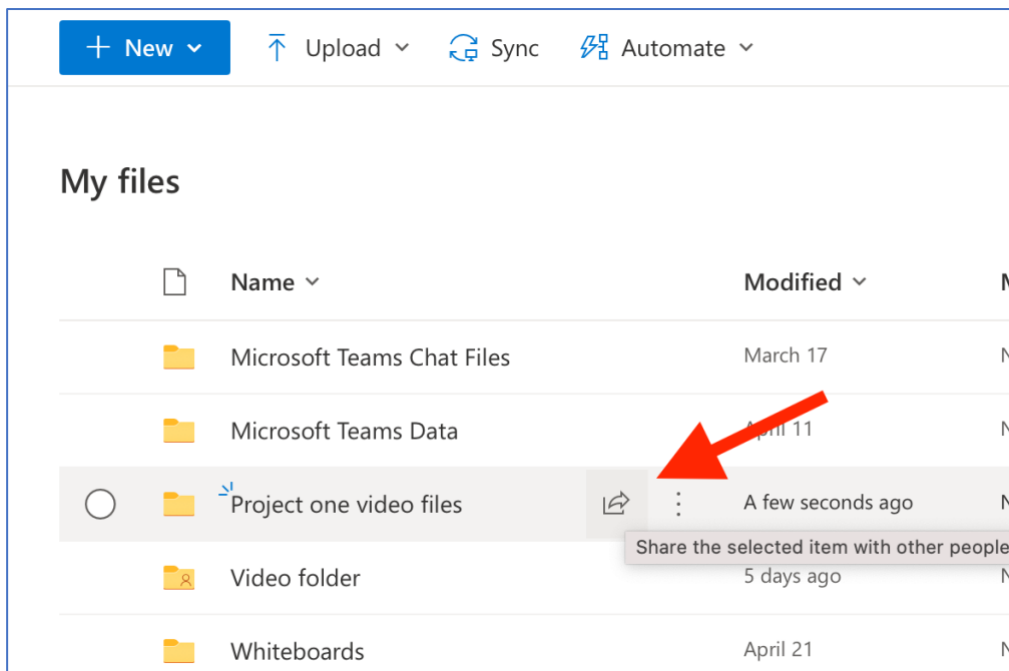 New Upload Sync Automate
My files
Name Modified
Microsoft Teams Chat Files March 17
Microsoft Teams Data April 11
Project one video files A few seconds ago
Share the selected item with other people
Video folder 5 days ago
Whiteboards April 21